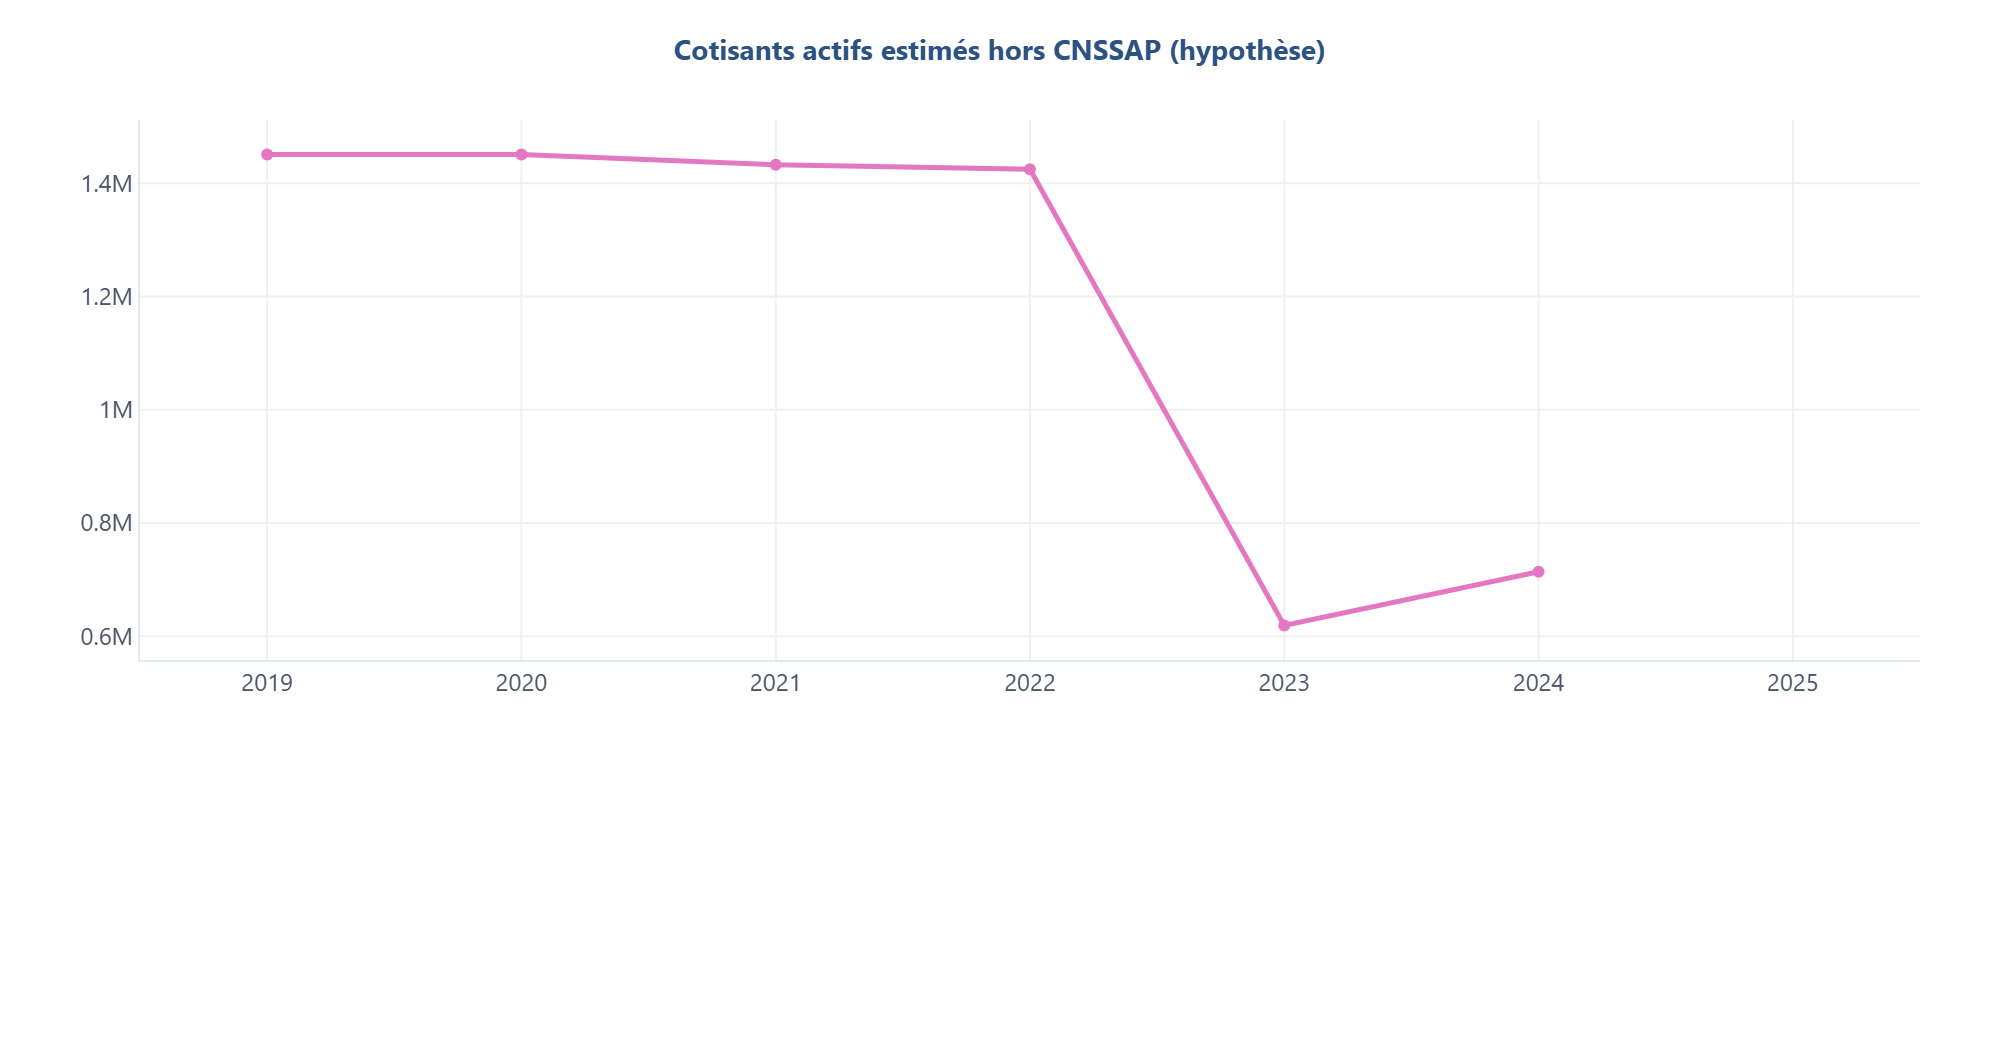 Cotisants actifs estimés hors CNSSAP (hypothèse)
1.4M
1.2M
1M
0.8M
0.6M
2019 2020 2021 2022 2023 2024 2025